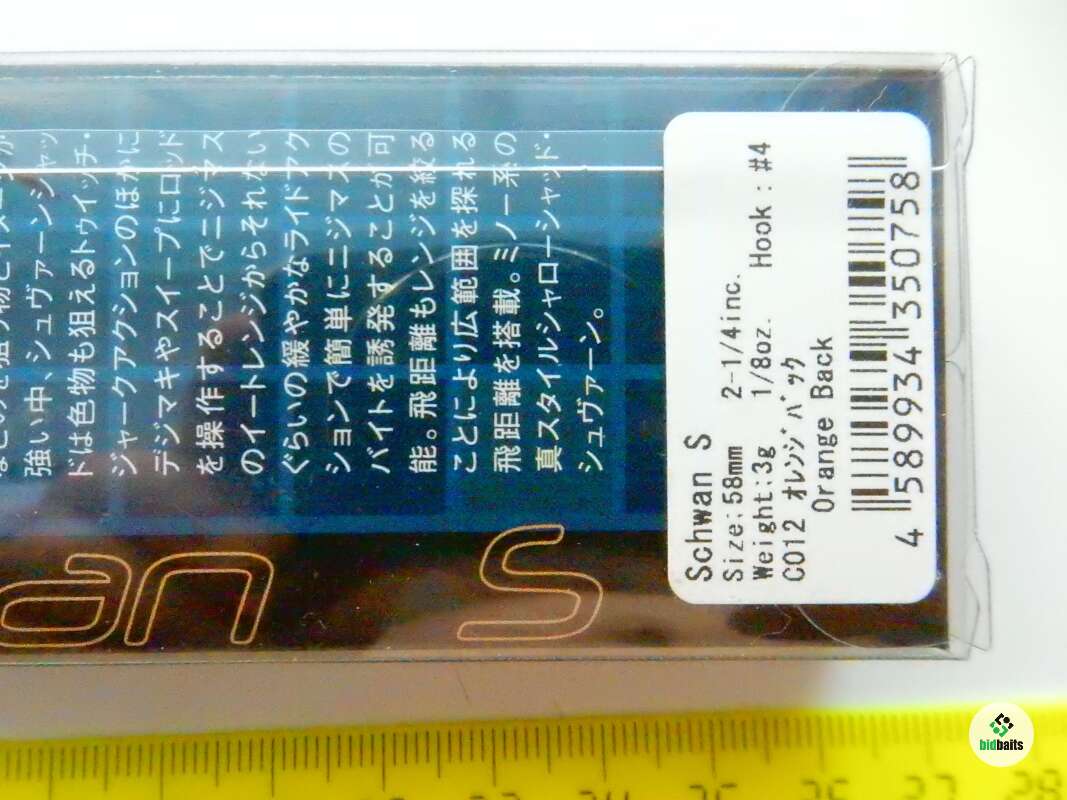 強い中、シュヴァーンシャッ
ドは色物も狙えるトゥイッチ・
ジャークアクションのほかに
デジマキやスイープにロッド
を操作することでニジマス
のイートレンジからそれない
ぐらいの緩やかなライドアク
ションで簡単にニジマスの
バイトを誘発することが可
能。飛距離もレンジを絞る
ことにより広範囲を探れる
飛距離を搭載。ミノー系の
真スタイルシャローシャッド・
シュヴァーン。
an S
Schwan S
Size:58mm 2-1/4inc.
Weight:3g 1/8oz. Hook:#4
C012 オレンジバック
Orange Back
4 589934 350758
27 28
bidbaits